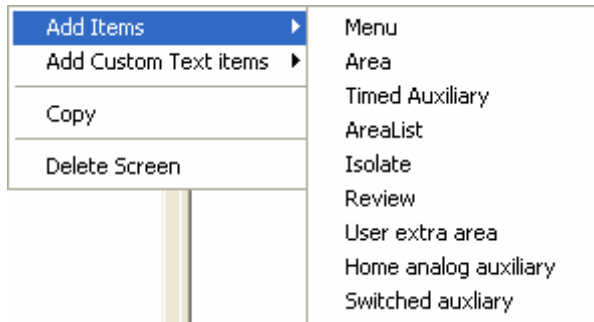 Add Items
Add Custom Text items
Copy
Delete Screen
Menu
Area
Timed Auxiliary
AreaList
Isolate
Review
User extra area
Home analog auxiliary
Switched auxliary